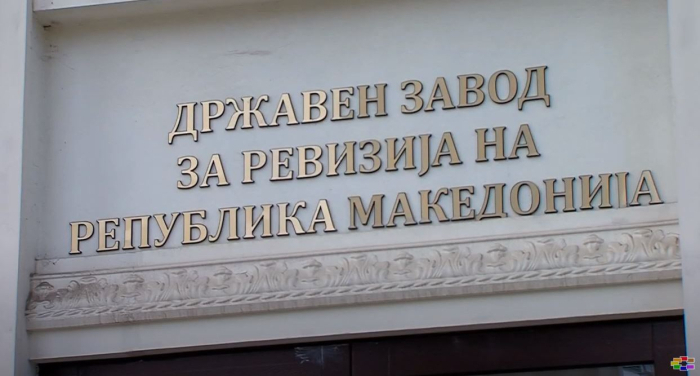 ДРЖАВЕН ЗАВОД
ЗА РЕВИЗИЈА НА
РЕПУБЛИКА МАКЕДОНИЈА